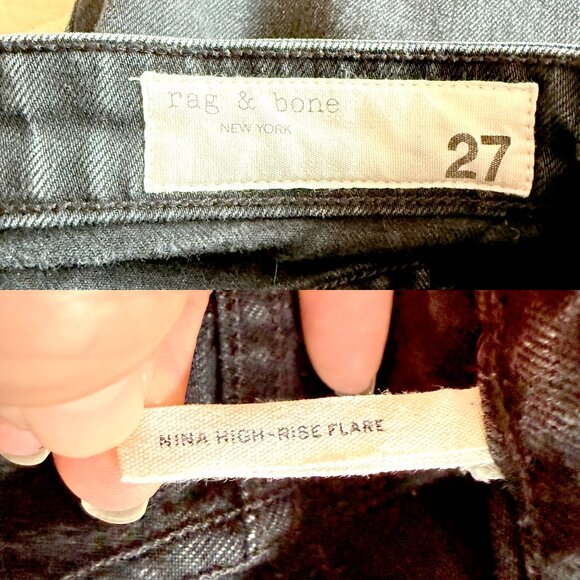 rag & bone
NEW YORK
27
NINA HIGH-RISE FLARE